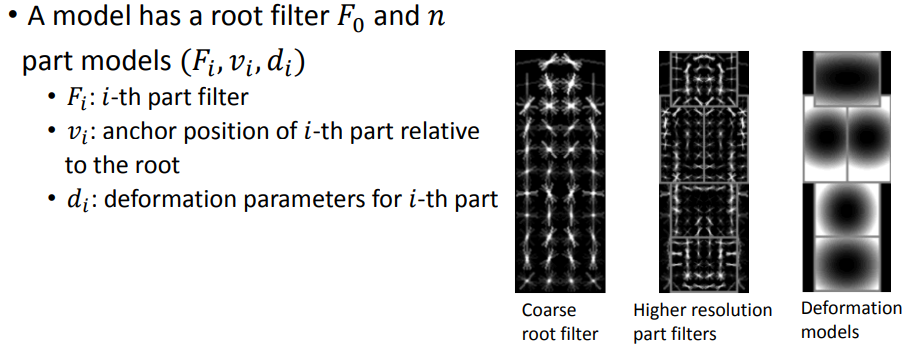 • A model has a root filter F₀ and n
part models (Fᵢ, vᵢ, dᵢ)
• Fᵢ: i-th part filter
• vᵢ: anchor position of i-th part relative
to the root
• dᵢ: deformation parameters for i-th part
Coarse
root filter
Higher resolution
part filters
Deformation
models